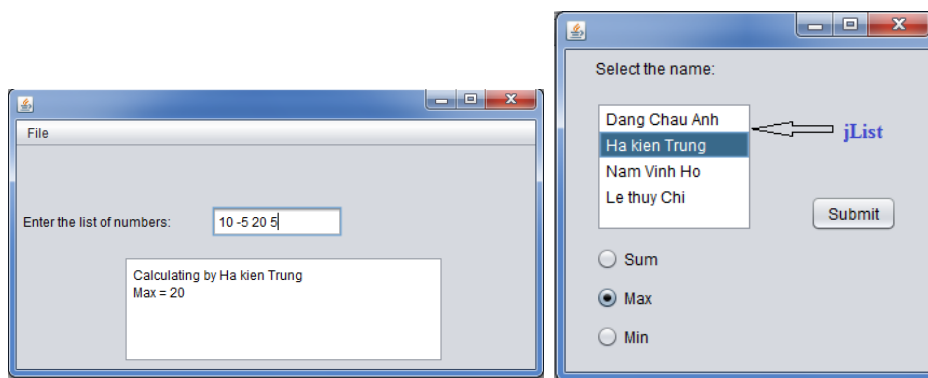 File
Enter the list of numbers:
10 -5 20 5
Calculating by Ha kien Trung
Max = 20
Select the name:
Dang Chau Anh
Ha kien Trung
Nam Vinh Ho
Le thuy Chi
jList
Submit
Sum
Max
Min